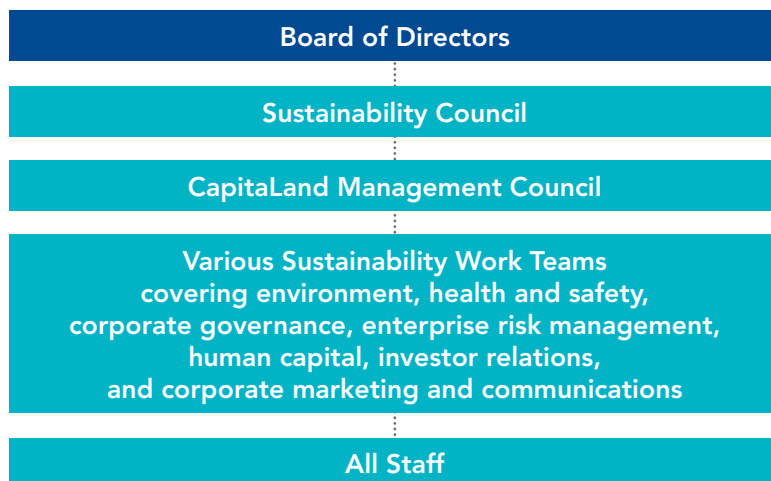 Board of Directors
Sustainability Council
CapitaLand Management Council
Various Sustainability Work Teams
covering environment, health and safety,
corporate governance, enterprise risk management,
human capital, investor relations,
and corporate marketing and communications
All Staff